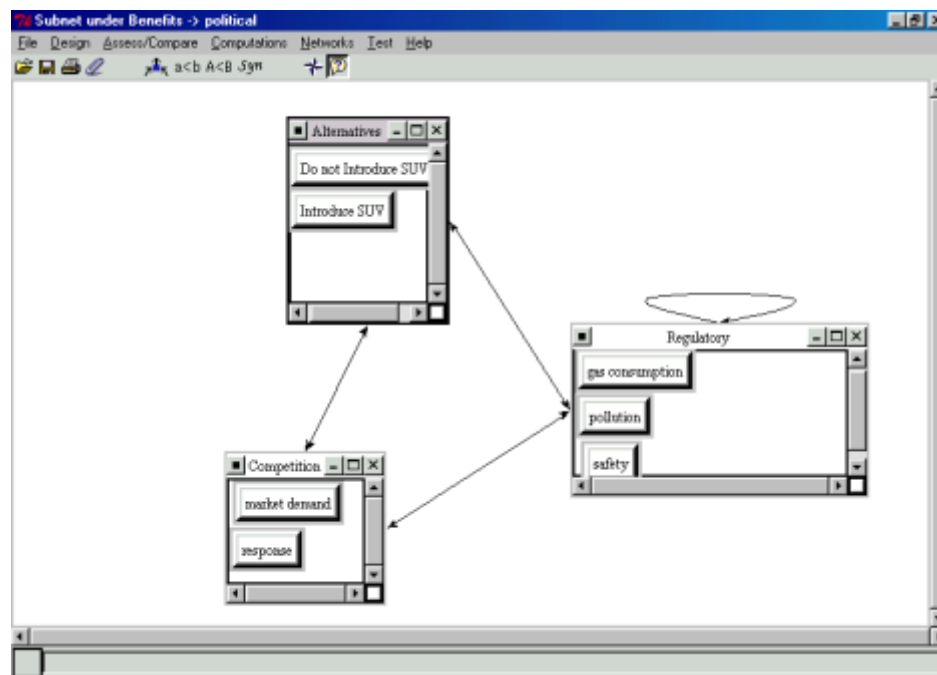 Subnet under Benefits -> political
File Design Assess/Compare Computations Networks Test Help
a<b A<B Syn
Alternatives
Do not Introduce SUV
Introduce SUV
Regulatory
gas consumption
pollution
safety
Competition
market demand
response